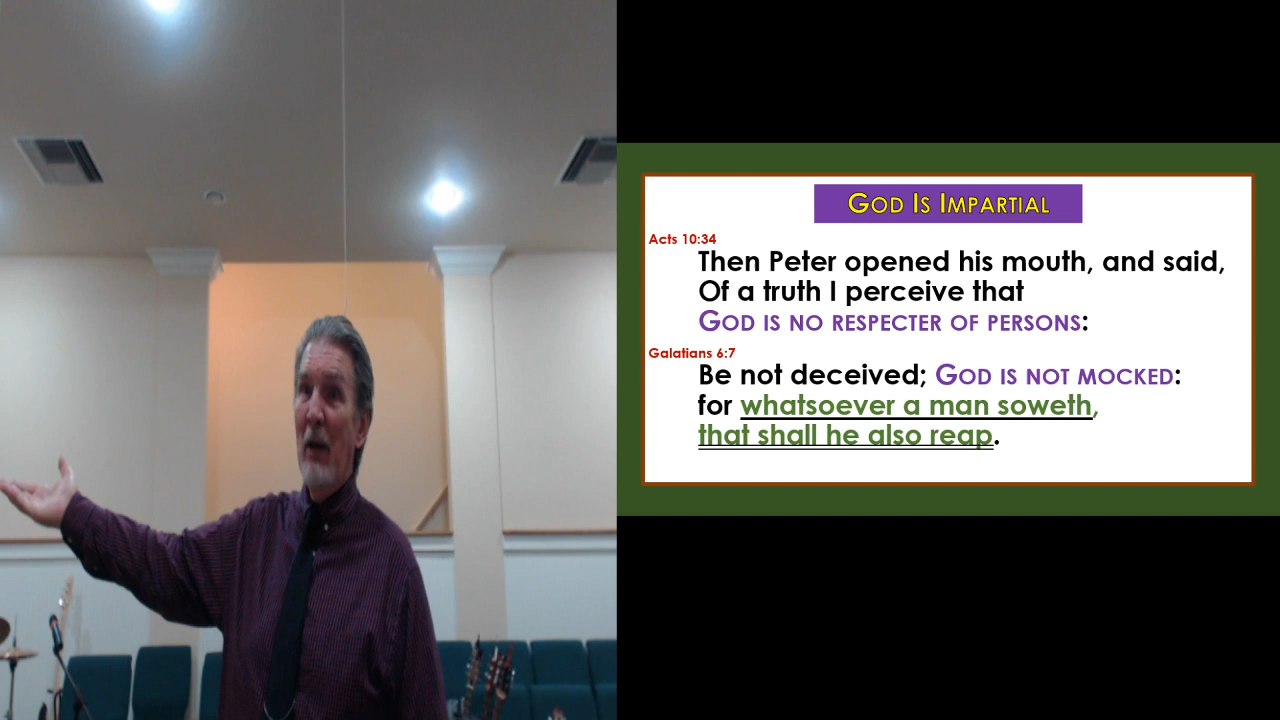 God Is Impartial
Acts 10:34
Then Peter opened his mouth, and said,
Of a truth I perceive that
God is no respecter of persons:
Galatians 6:7
Be not deceived; God is not mocked:
for whatsoever a man soweth,
that shall he also reap.